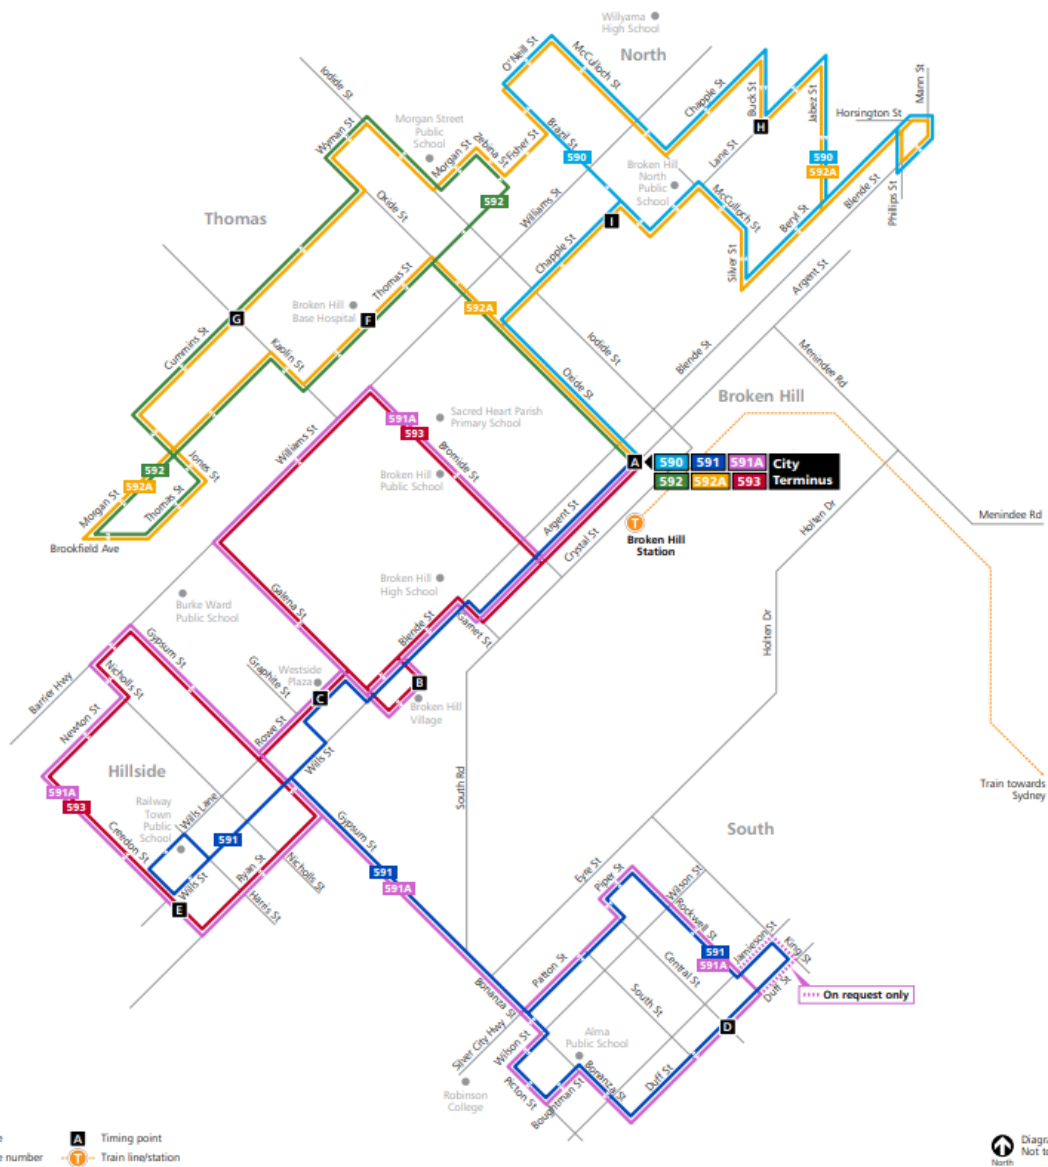 Willyama
High School
North
O'Neill St
McCulloch St
Iodide St
Chapple St
Buck St
Jabez St
Mann St
Horsington St
Wyman St
Morgan Street
Public
School
Morgan St
Zebina St
Fisher St
Brazil St
590
H
Lane St
Broken Hill
North
Public
School
590
592A
Blende St
Phillips St
592
Oxide St
Williams St
Thomas
McCulloch St
Beryl St
I
Chapple St
Silver St
Argent St
Thomas St
Broken Hill
Base Hospital
G
F
592A
Cummins St
Kaolin St
Iodide St
Blende St
Menindee Rd
Oxide St
Broken Hill
591A
593
Sacred Heart Parish
Primary School
Williams St
Bromide St
Jones St
592
592A
Morgan St
Thomas St
Brookfield Ave
Broken Hill
Public School
A
590
591
591A
592
592A
593
City
Terminus
Argent St
Crystal St
T
Broken Hill
Station
Holten Dr
Menindee Rd
Broken Hill
High School
Burke Ward
Public School
Galena St
Blende St
Garnet St
Gypsum St
Holten Dr
Graphite St
Westside
Plaza
C
B
Broken Hill
Village
Nicholls St
Barrier Hwy
Newton St
Rowe St
Wills St
Hillside
South Rd
Train towards
Sydney
591A
593
Railway
Town
Public
School
Wills Lane
Creedon St
591
Gypsum St
South
Wills St
Ryan St
Nicholls St
Harris St
E
591
591A
Eyre St
Piper St
Wilson St
Rockwell St
Jamieson St
King St
591
591A
Patton St
Central St
Duff St
On request only
Bonanza St
South St
D
Silver City Hwy
Wilson St
Alma
Public School
Picton St
Boughtman St
Bonanza St
Duff St
Robinson
College
A
Timing point
e number
T
Train line/station
North
Diagra
Not to